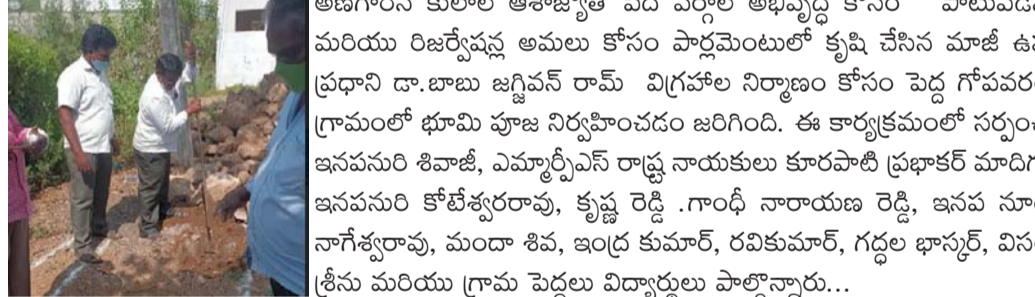 అణగారిన కులాల ఆశాజ్యోతి పేద వర్గాల అభివృద్ధి కోసం
మరియు రిజర్వేషన్ల అమలు కోసం పార్లమెంటులో కృషి చేసిన మాజీ ఉప
ప్రధాని డా.బాబు జగ్జివన్ రామ్ విగ్రహాల నిర్మాణం కోసం పెద్ద గోపవర
గ్రామంలో భూమి పూజ నిర్వహించడం జరిగింది. ఈ కార్యక్రమంలో సర్పం
ఇనపనురి శివాజీ, ఎమ్మార్పీఎస్ రాష్ట్ర నాయకులు కూరపాటి ప్రభాకర్ మాదిగ
ఇనపనురి కోటేశ్వరరావు, కృష్ణ రెడ్డి .గాంధీ నారాయణ రెడ్డి, ఇనప నూ
నాగేశ్వరావు, మందా శివ, ఇంద్ర కుమార్, రవికుమార్, గద్దల భాస్కర్, విస
శ్రీను మరియు గ్రామ పెద్దలు విద్యార్థులు పాల్గొన్నారు...